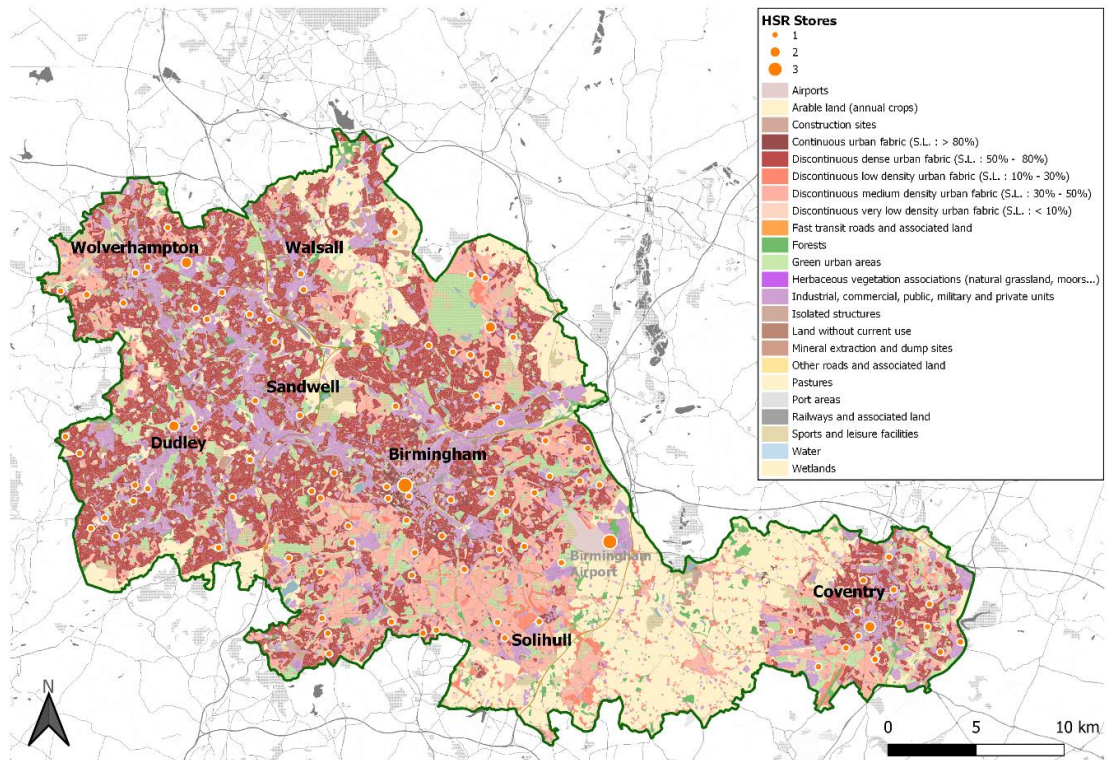 HSR Stores
1
2
3
Airports
Arable land (annual crops)
Construction sites
Continuous urban fabric (S.L. : > 80%)
Discontinuous dense urban fabric (S.L. : 50% - 80%)
Discontinuous low density urban fabric (S.L. : 10% - 30%)
Discontinuous medium density urban fabric (S.L. : 30% - 50%)
Discontinuous very low density urban fabric (S.L. : < 10%)
Fast transit roads and associated land
Forests
Green urban areas
Herbaceous vegetation associations (natural grassland, moors...)
Industrial, commercial, public, military and private units
Isolated structures
Land without current use
Mineral extraction and dump sites
Other roads and associated land
Pastures
Port areas
Railways and associated land
Sports and leisure facilities
Water
Wetlands
Wolverhampton
Walsall
Sandwell
Dudley
Birmingham
Birmingham
Airport
Coventry
Solihull
N
0 5 10 km